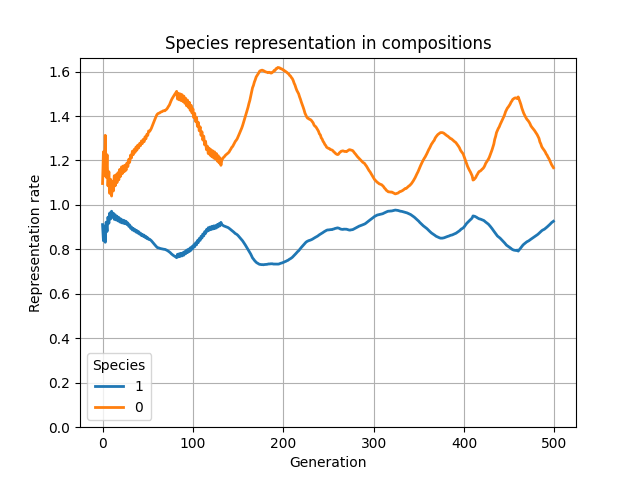 Species representation in compositions
Representation rate
1.6
1.4
1.2
1.0
0.8
0.6
0.4
0.2
0.0
Species
1
0
0 100 200 300 400 500
Generation